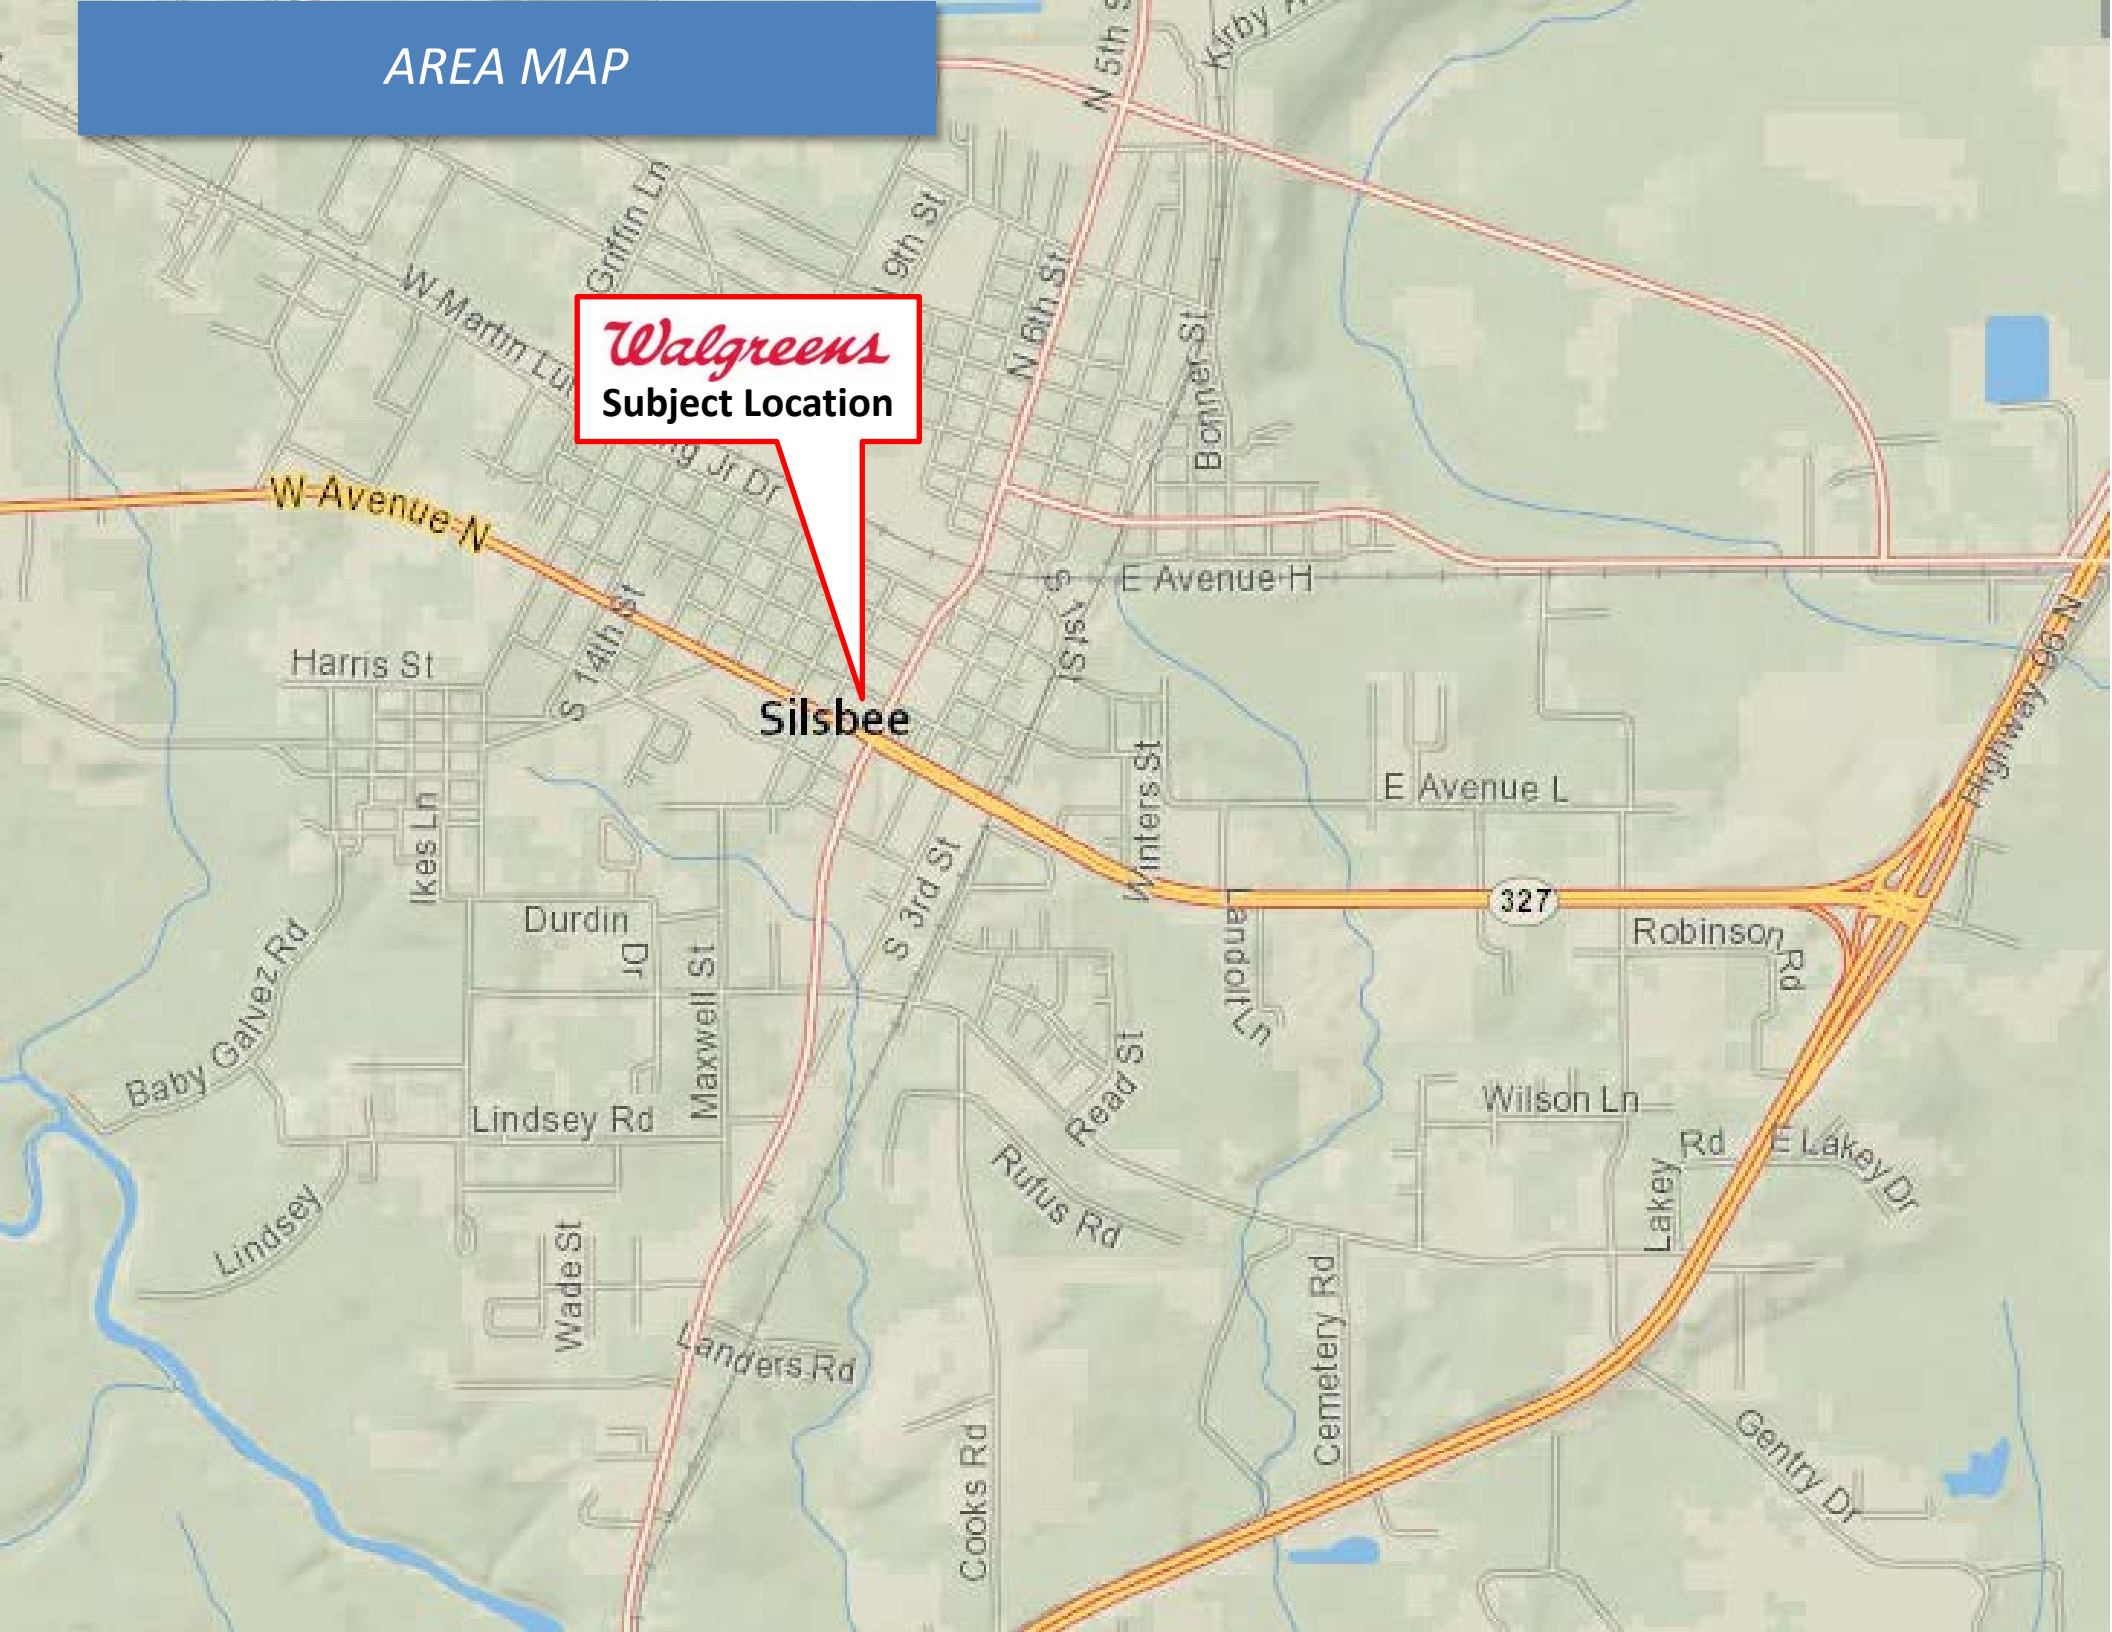 AREA MAP
N 5th S
Kirby
Griffin Ln
9th St
W Martin Lu
ng Jr Dr
Walgreens
Subject Location
N 6th St
Bonner St
W Avenue N
E Avenue H
S 1st St
S 14th St
Harris St
Silsbee
Highway 96 N
E Avenue L
Winters St
Ikes Ln
S 3rd St
327
Durdin
Dr
Robinson
Rd
Landolt Ln
Baby Galvez Rd
Maxwell St
Read St
Wilson Ln
Lindsey Rd
Rufus Rd
Lakey
Rd
E Lakey Dr
Lindsey
Wade St
Cemetery Rd
Landers Rd
Cooks Rd
Gentry Dr